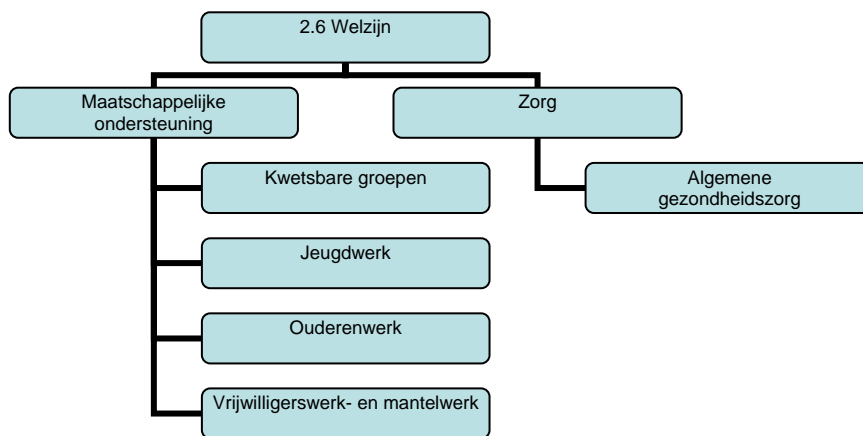 2.6 Welzijn
Maatschappelijke
ondersteuning
Zorg
Kwetsbare groepen
Algemene
gezondheidszorg
Jeugdwerk
Ouderenwerk
Vrijwilligerswerk- en mantelwerk